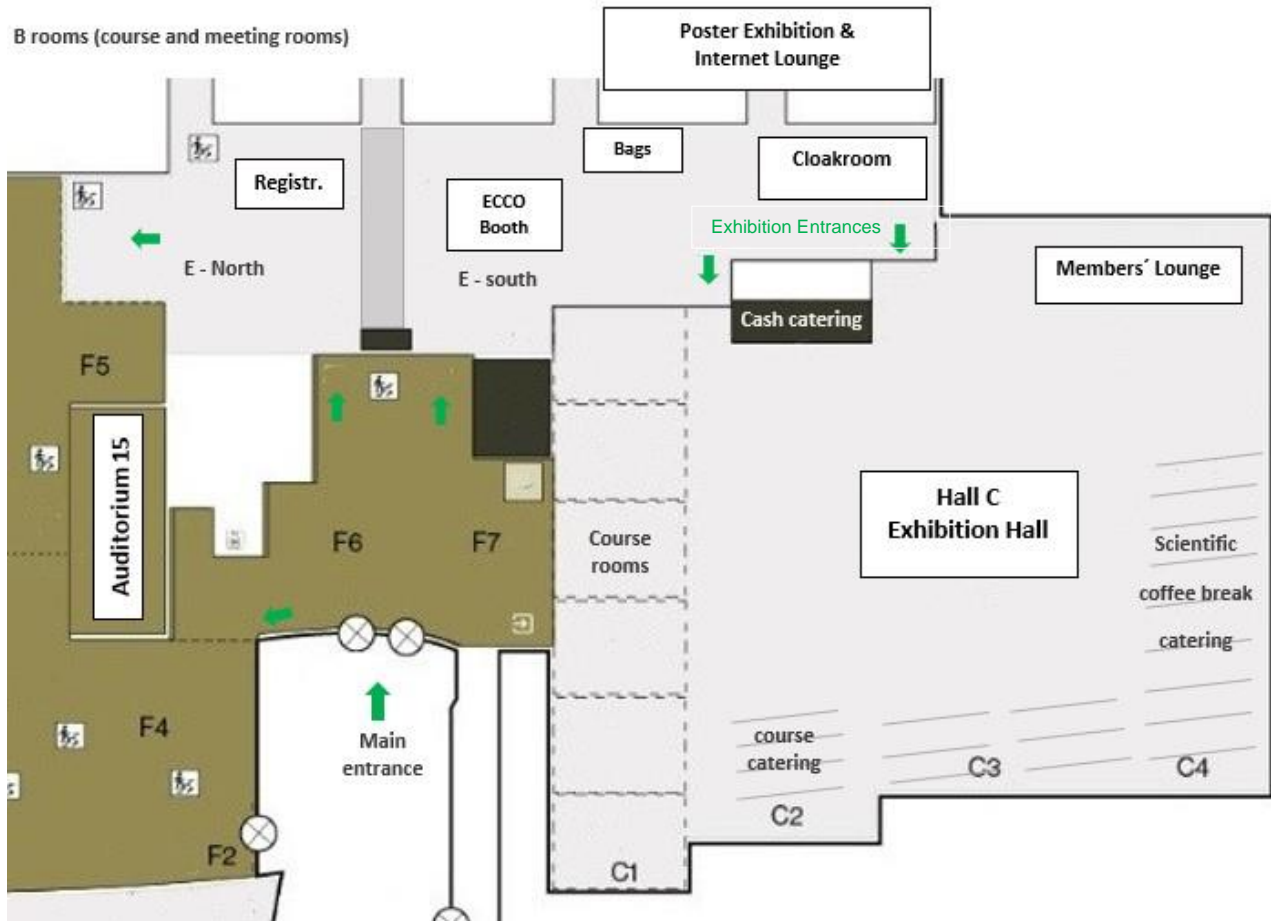 B rooms (course and meeting rooms)
Poster Exhibition &
Internet Lounge
Bags
Cloakroom
Registr.
ECCO
Booth
Exhibition Entrances
E - North
E - south
Members´ Lounge
Cash catering
F5
Auditorium 15
F6
F7
Course
rooms
Hall C
Exhibition Hall
Scientific
coffee break
catering
F4
Main
entrance
course
catering
C3
C4
C2
F2
C1